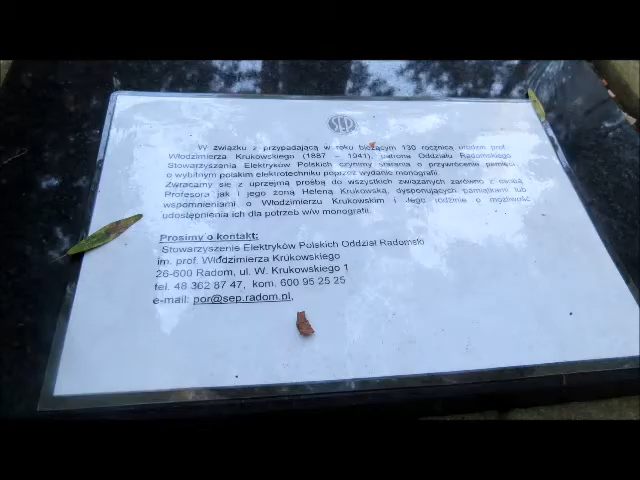 SEP
W związku z przypadającą w roku bieżącym 130 rocznicą urodzin prof.
Włodzimierza Krukowskiego (1887 – 1941), patrona Oddziału Radomskiego
Stowarzyszenia Elektryków Polskich czynimy starania o przywrócenie pamięci
o wybitnym polskim elektrotechniku poprzez wydanie monografii.
Zwracamy się z uprzejmą prośbą do wszystkich związanych zarówno z osobą
Profesora jak i jego żoną Heleną Krukowską, dysponujących pamiątkami lub
wspomnieniami o Włodzimierzu Krukowskim i Jego rodzinie o możliwość
udostępnienia ich dla potrzeb w/w monografii.
Prosimy o kontakt:
Stowarzyszenie Elektryków Polskich Oddział Radomski
im. prof. Włodzimierza Krukowskiego
26-600 Radom, ul. W. Krukowskiego 1
tel. 48 362 87 47, kom. 600 95 25 25
e-mail: por@sep.radom.pl,